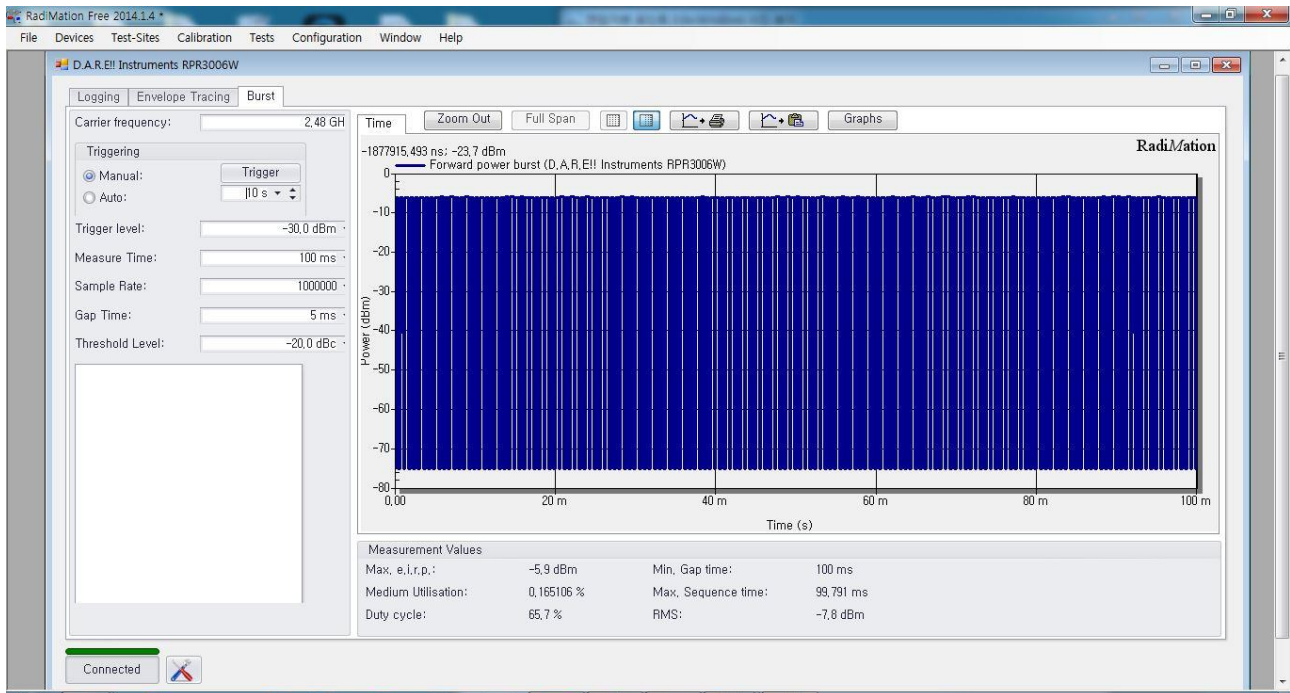 RadiMation Free 2014.1.4 *
File Devices Test-Sites Calibration Tests Configuration Window Help
D.A.R.E!! Instruments RPR3006W
Logging Envelope Tracing Burst
Carrier frequency: 2,48 GH
Triggering
Manual: Trigger
Auto: 10 s
Trigger level: -30,0 dBm
Measure Time: 100 ms
Sample Rate: 1000000
Gap Time: 5 ms
Threshold Level: -20,0 dBc
Time Zoom Out Full Span Graphs
-1877915,493 ns; -23,7 dBm
RadiMation
Forward power burst (D.A.R.E!! Instruments RPR3006W)
Power (dBm)
0
-10
-20
-30
-40
-50
-60
-70
-80
0,00 20 m 40 m 60 m 80 m 100 m
Time (s)
Measurement Values
Max. e.i.r.p.: -5,9 dBm Min. Gap time: 100 ms
Medium Utilisation: 0,165106 % Max. Sequence time: 99,791 ms
Duty cycle: 65,7 % RMS: -7,8 dBm
Connected